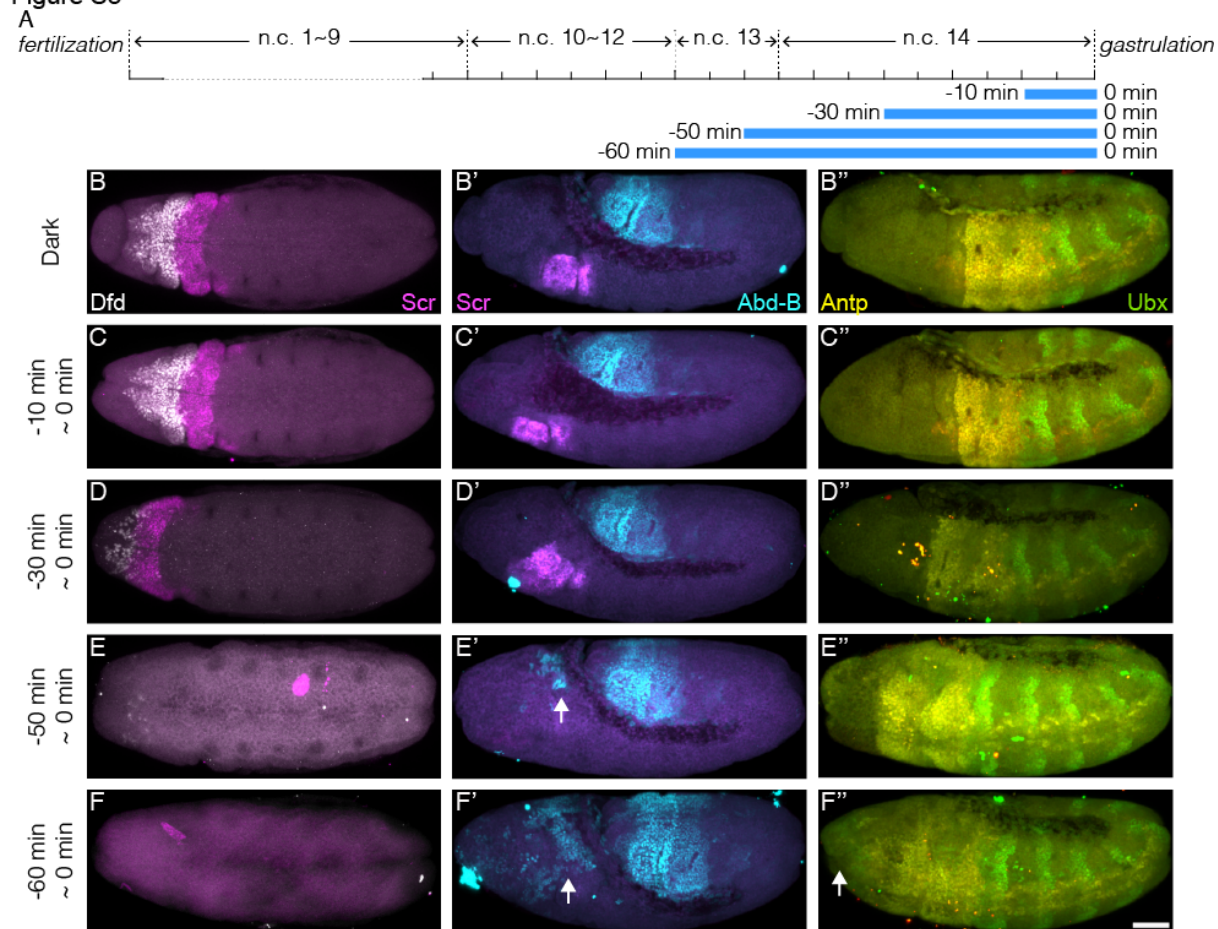 A
fertilization n.c. 1~9 n.c. 10~12 n.c. 13 n.c. 14 gastrulation
-10 min 0 min
-30 min 0 min
-50 min 0 min
-60 min 0 min
Dark
B B’ B’’
Dfd Scr Scr Abd-B Antp Ubx
-10 min
~ 0 min
C C’ C’’
-30 min
~ 0 min
D D’ D’’
-50 min
~ 0 min
E E’ E’’
-60 min
~ 0 min
F F’ F’’